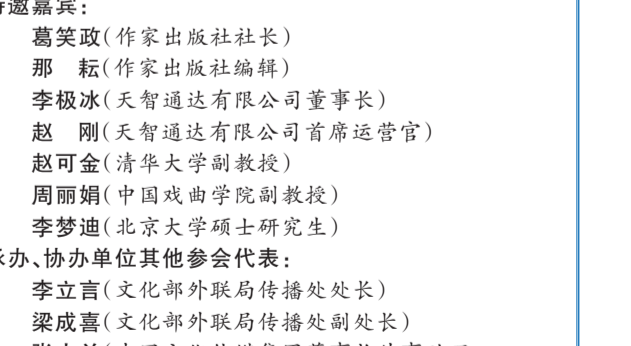 特邀嘉宾:
葛笑政(作家出版社社长)
那　耘(作家出版社编辑)
李极冰(天智通达有限公司董事长)
赵　刚(天智通达有限公司首席运营官)
赵可金(清华大学副教授)
周丽娟(中国戏曲学院副教授)
李梦迪(北京大学硕士研究生)
承办、协办单位其他参会代表:
李立言(文化部外联局传播处处长)
梁成喜(文化部外联局传播处副处长)